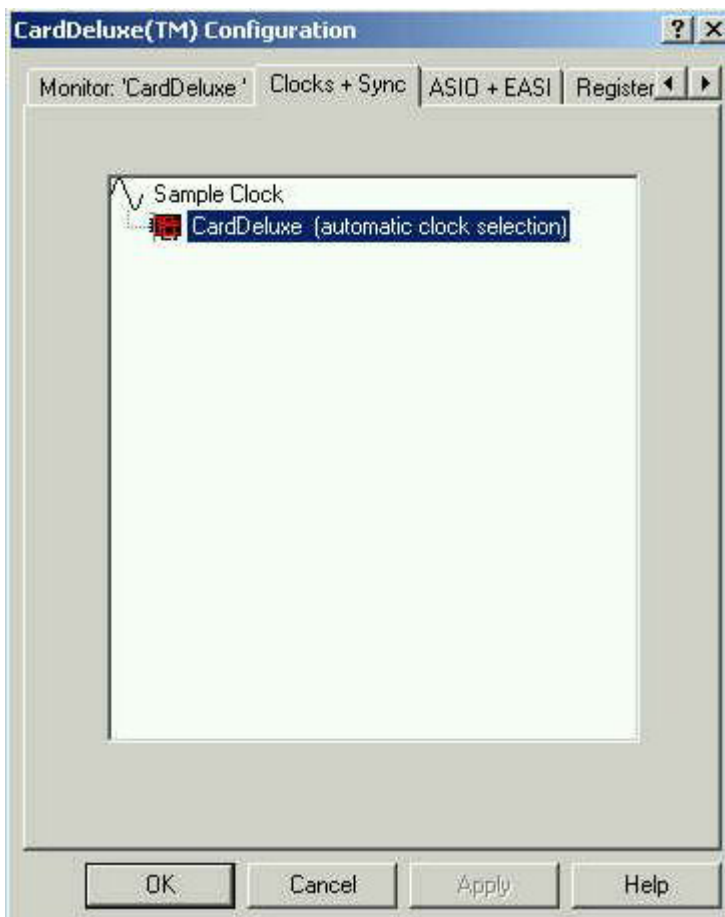 CardDeluxe(TM) Configuration
Monitor: 'CardDeluxe ' Clocks + Sync ASIO + EASI Register
Sample Clock
CardDeluxe (automatic clock selection)
OK Cancel Apply Help